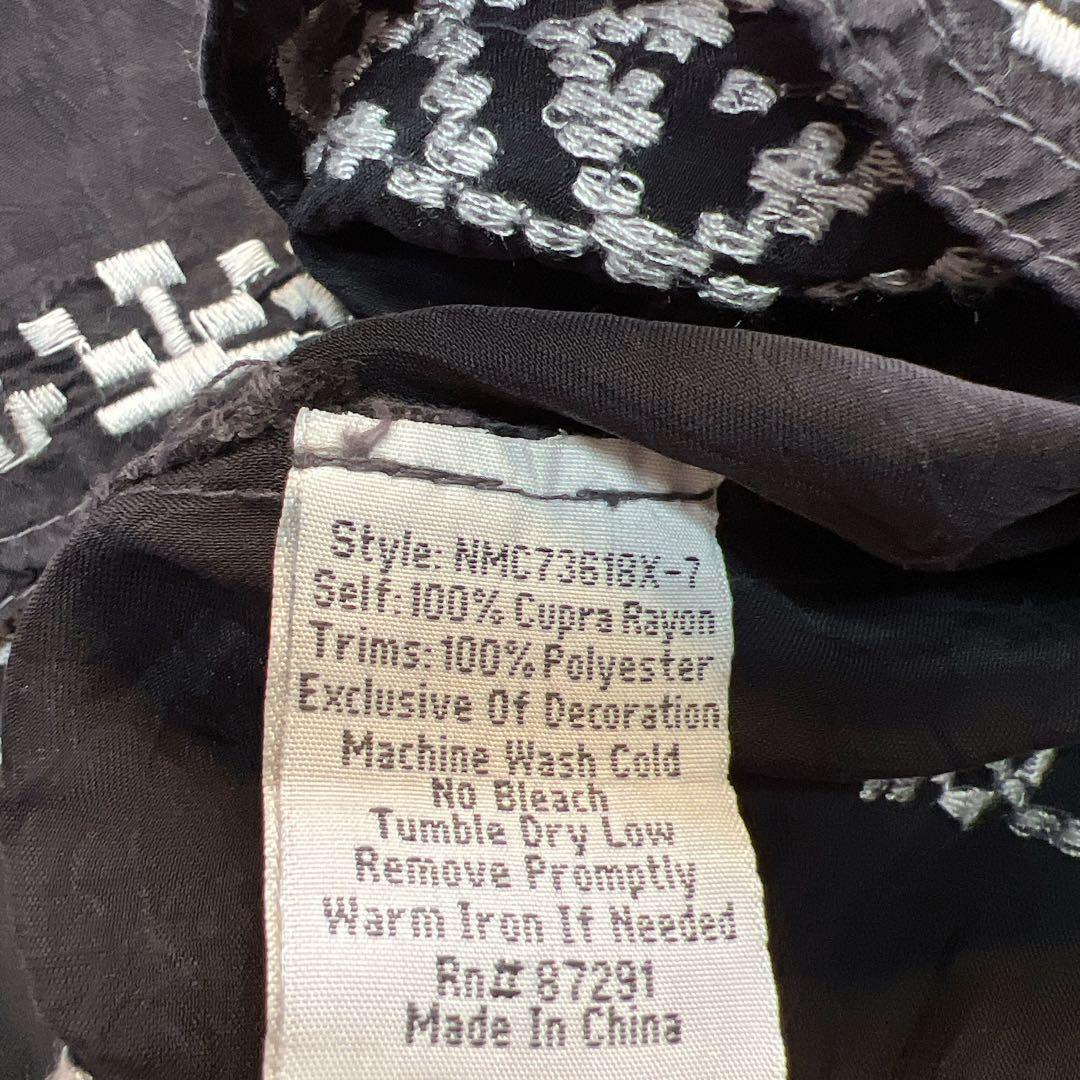 Style: NMC73618X-7
Self: 100% Cupra Rayon
Trims: 100% Polyester
Exclusive Of Decoration
Machine Wash Cold
No Bleach
Tumble Dry Low
Remove Promptly
Warm Iron If Needed
Rn# 87291
Made In China